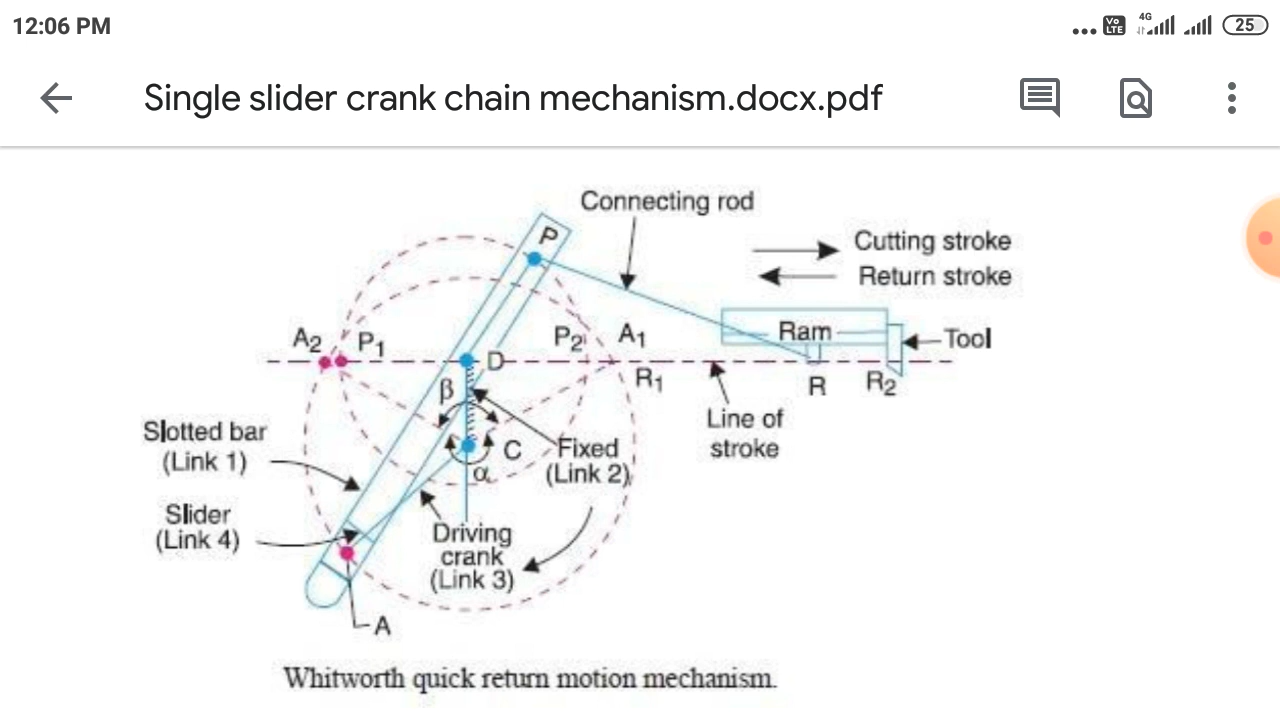 12:06 PM
4G
Vo
LTE
25
Single slider crank chain mechanism.docx.pdf
Connecting rod
P
Cutting stroke
Return stroke
A2 P1
D
P2 A1
Ram
Tool
R1
R
R2
β
Line of
stroke
Slotted bar
(Link 1)
C
Fixed
(Link 2)
α
Slider
(Link 4)
Driving
crank
(Link 3)
A
Whitworth quick return motion mechanism.